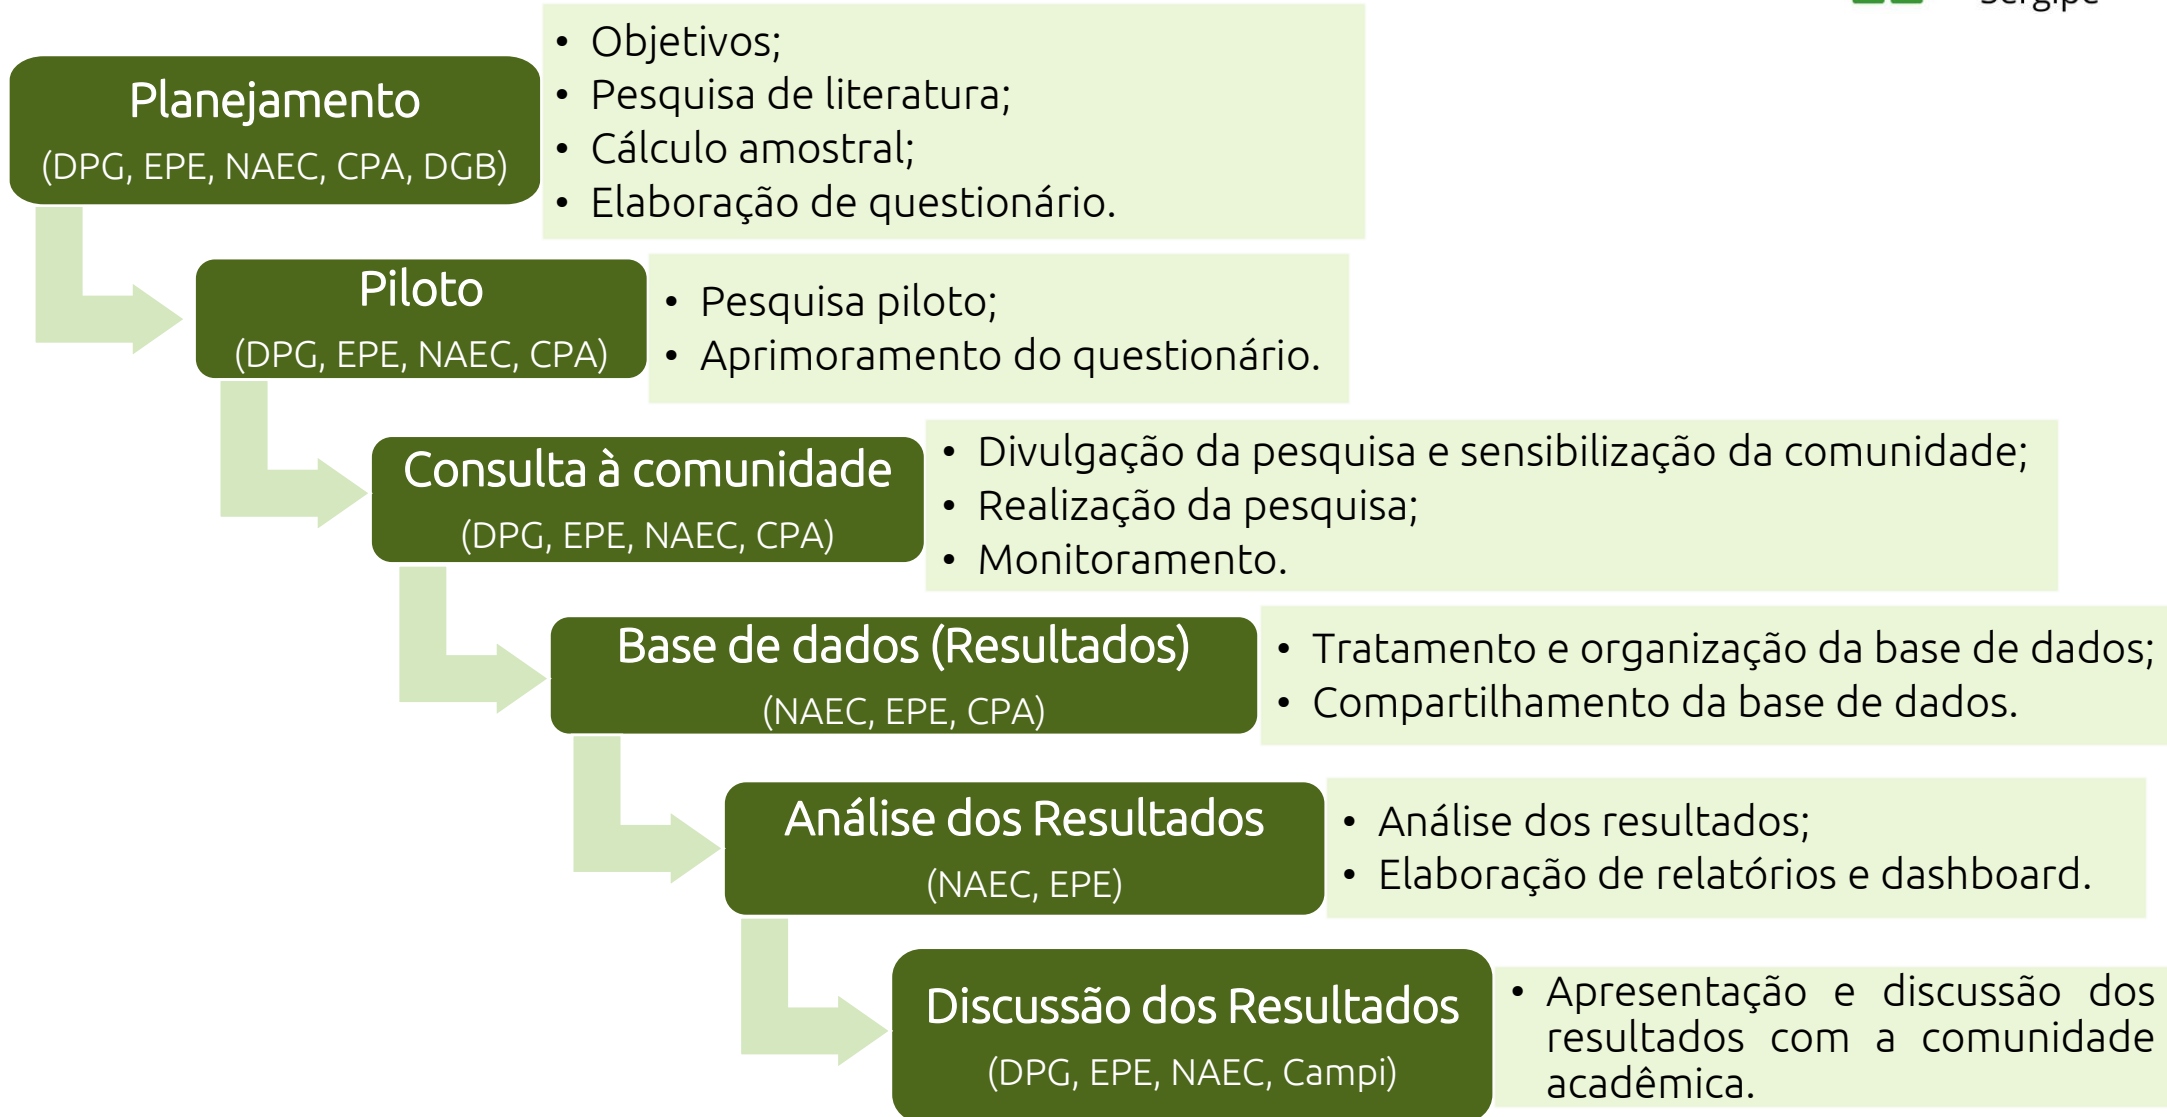 Sergipe
Planejamento
(DPG, EPE, NAEC, CPA, DGB)
• Objetivos;
• Pesquisa de literatura;
• Cálculo amostral;
• Elaboração de questionário.
Piloto
(DPG, EPE, NAEC, CPA)
• Pesquisa piloto;
• Aprimoramento do questionário.
Consulta à comunidade
(DPG, EPE, NAEC, CPA)
• Divulgação da pesquisa e sensibilização da comunidade;
• Realização da pesquisa;
• Monitoramento.
Base de dados (Resultados)
(NAEC, EPE, CPA)
• Tratamento e organização da base de dados;
• Compartilhamento da base de dados.
Análise dos Resultados
(NAEC, EPE)
• Análise dos resultados;
• Elaboração de relatórios e dashboard.
Discussão dos Resultados
(DPG, EPE, NAEC, Campi)
• Apresentação e discussão dos
resultados com a comunidade
acadêmica.